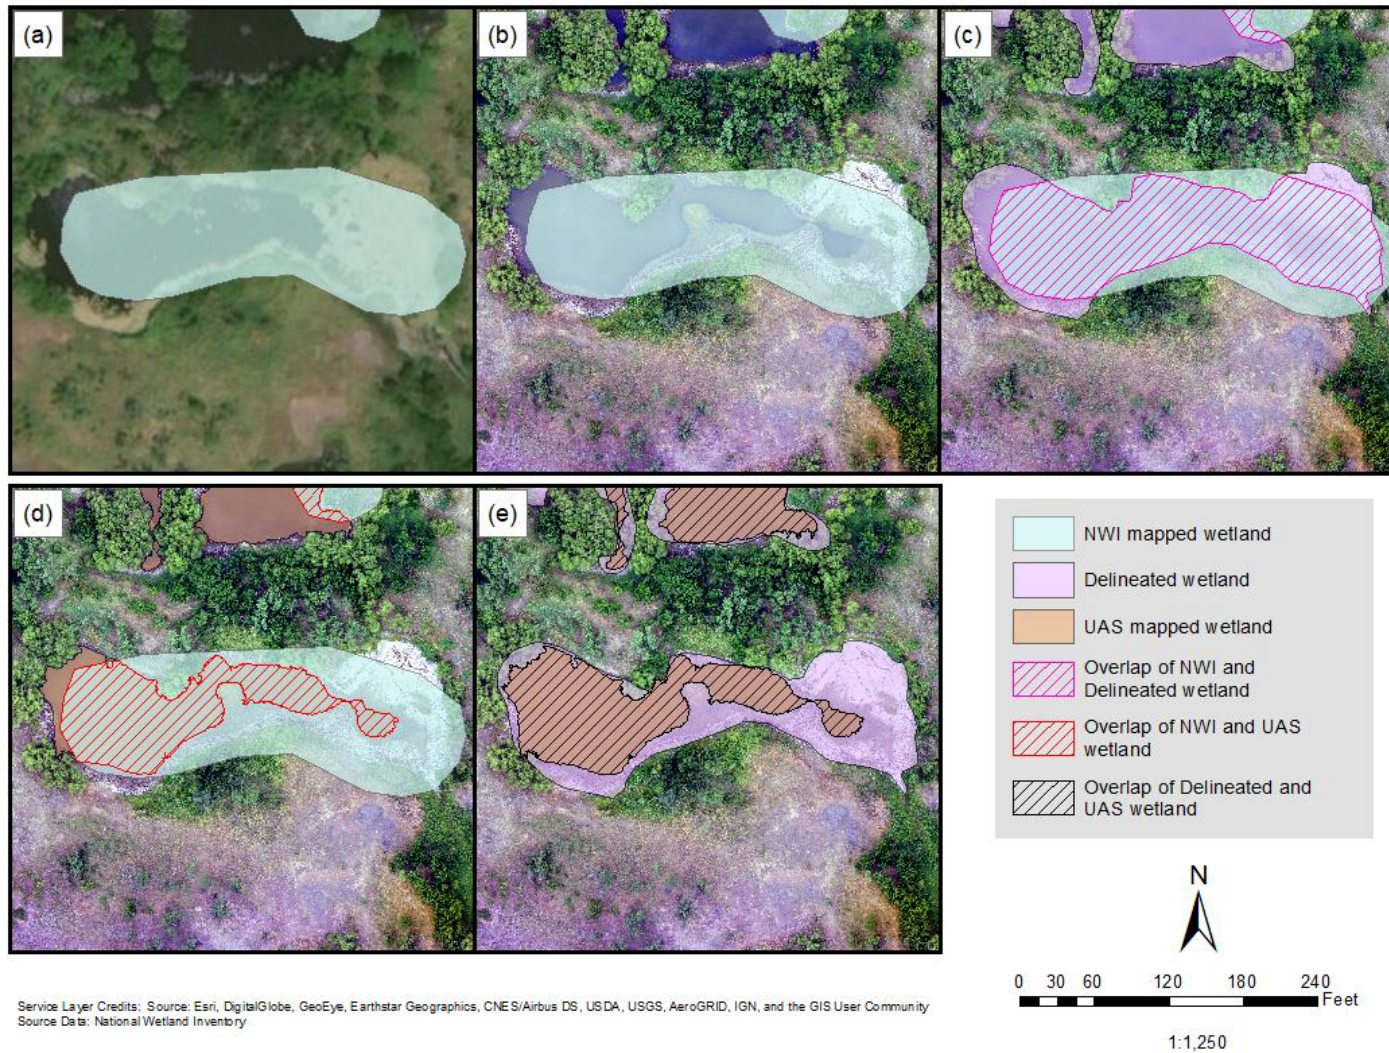 (a)
(b)
(c)
(d)
(e)
NWI mapped wetland
Delineated wetland
UAS mapped wetland
Overlap of NWI and
Delineated wetland
Overlap of NWI and UAS
wetland
Overlap of Delineated and
UAS wetland
N
0 30 60 120 180 240
Feet
1:1,250
Service Layer Credits: Source: Esri, DigitalGlobe, GeoEye, Earthstar Geographics, CNES/Airbus DS, USDA, USGS, AeroGRID, IGN, and the GIS User Community
Source Data: National Wetland Inventory